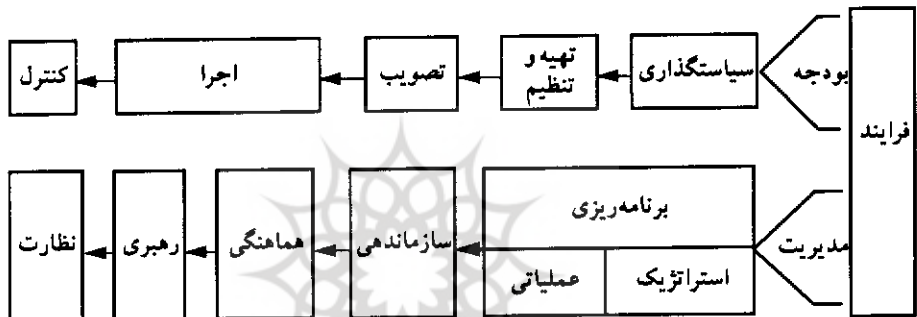 فرایند
بودجه
سیاستگذاری
تهیه و
تنظیم
تصویب
اجرا
کنترل
مدیریت
برنامه‌ریزی
استراتژیک
عملیاتی
سازماندهی
هماهنگی
رهبری
نظارت